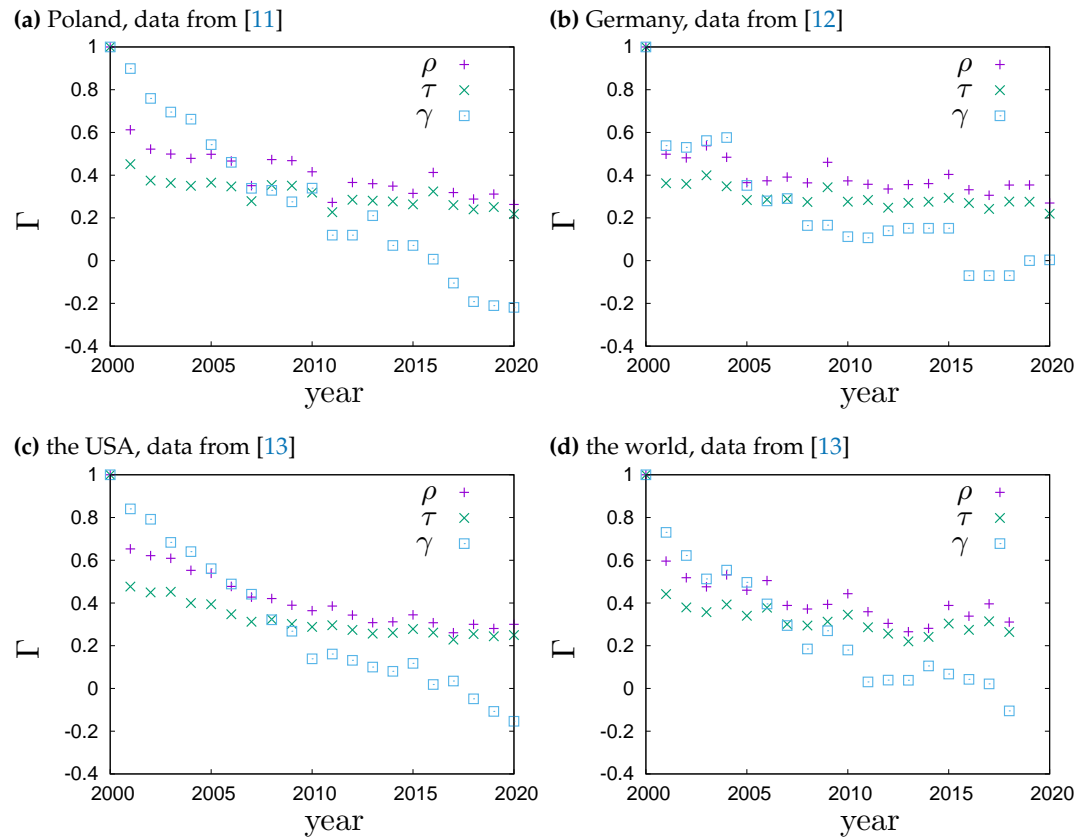 (a) Poland, data from [11]
1
0.8
0.6
0.4
0.2
0
-0.2
-0.4
Γ
ρ
τ
γ
2000 2005 2010 2015 2020
year
(b) Germany, data from [12]
1
0.8
0.6
0.4
0.2
0
-0.2
-0.4
Γ
ρ
τ
γ
2000 2005 2010 2015 2020
year
(c) the USA, data from [13]
1
0.8
0.6
0.4
0.2
0
-0.2
-0.4
Γ
ρ
τ
γ
2000 2005 2010 2015 2020
year
(d) the world, data from [13]
1
0.8
0.6
0.4
0.2
0
-0.2
-0.4
Γ
ρ
τ
γ
2000 2005 2010 2015 2020
year